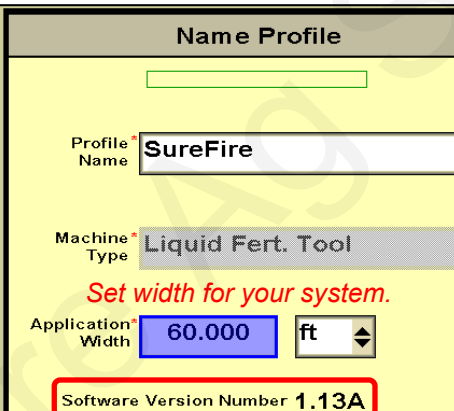 Name Profile
Profile*
Name
SureFire
Machine*
Type
Liquid Fert. Tool
Set width for your system.
Application*
Width
60.000
ft
Software Version Number 1.13A